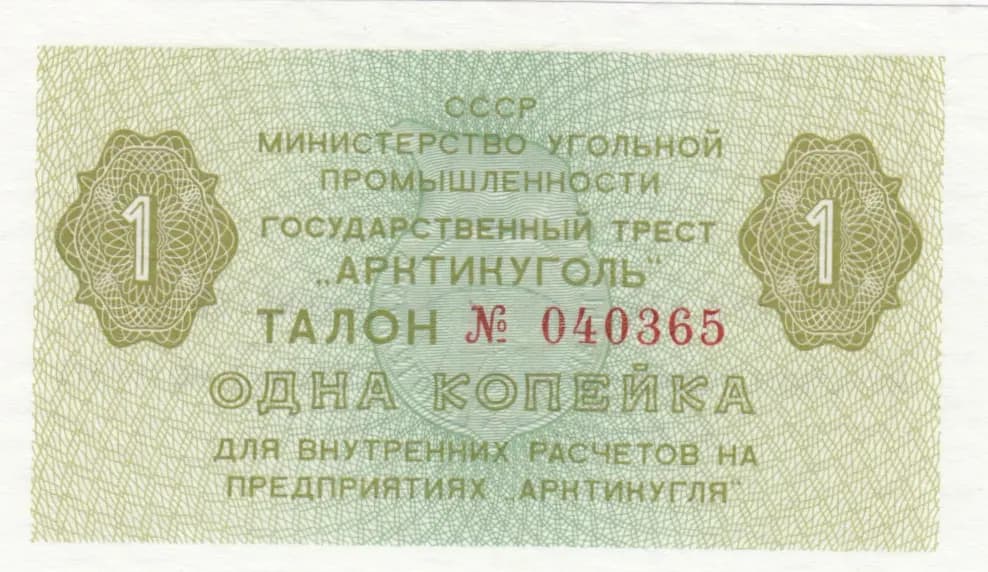 СССР
МИНИСТЕРСТВО УГОЛЬНОЙ
ПРОМЫШЛЕННОСТИ
ГОСУДАРСТВЕННЫЙ ТРЕСТ
„АРКТИКУГОЛЬ"
1
1
ТАЛОН № 040365
ОДНА КОПЕЙКА
ДЛЯ ВНУТРЕННИХ РАСЧЕТОВ НА
ПРЕДПРИЯТИЯХ „АРКТИКУГЛЯ"